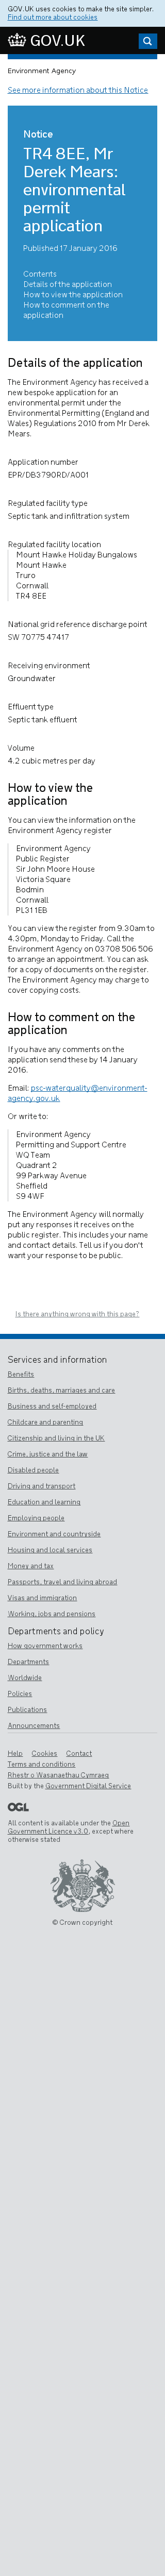 GOV.UK uses cookies to make the site simpler.
Find out more about cookies
GOV.UK
Environment Agency
See more information about this Notice
Notice
TR4 8EE, Mr
Derek Mears:
environmental
permit
application
Published 17 January 2016
Contents
Details of the application
How to view the application
How to comment on the
application
Details of the application
The Environment Agency has received a
new bespoke application for an
environmental permit under the
Environmental Permitting (England and
Wales) Regulations 2010 from Mr Derek
Mears.
Application number
EPR/DB3790RD/A001
Regulated facility type
Septic tank and infiltration system
Regulated facility location
Mount Hawke Holiday Bungalows
Mount Hawke
Truro
Cornwall
TR4 8EE
National grid reference discharge point
SW 70775 47417
Receiving environment
Groundwater
Effluent type
Septic tank effluent
Volume
4.2 cubic metres per day
How to view the
application
You can view the information on the
Environment Agency register
Environment Agency
Public Register
Sir John Moore House
Victoria Square
Bodmin
Cornwall
PL31 1EB
You can view the register from 9.30am to
4.30pm, Monday to Friday. Call the
Environment Agency on 03708 506 506
to arrange an appointment. You can ask
for a copy of documents on the register.
The Environment Agency may charge to
cover copying costs.
How to comment on the
application
If you have any comments on the
application send these by 14 January
2016.
Email: psc-waterquality@environment-
agency.gov.uk
Or write to:
Environment Agency
Permitting and Support Centre
WQ Team
Quadrant 2
99 Parkway Avenue
Sheffield
S9 4WF
The Environment Agency will normally
put any responses it receives on the
public register. This includes your name
and contact details. Tell us if you don't
want your response to be public.
Is there anything wrong with this page?
Services and information
Benefits
Births, deaths, marriages and care
Business and self-employed
Childcare and parenting
Citizenship and living in the UK
Crime, justice and the law
Disabled people
Driving and transport
Education and learning
Employing people
Environment and countryside
Housing and local services
Money and tax
Passports, travel and living abroad
Visas and immigration
Working, jobs and pensions
Departments and policy
How government works
Departments
Worldwide
Policies
Publications
Announcements
Help Cookies Contact
Terms and conditions
Rhestr o Wasanaethau Cymraeg
Built by the Government Digital Service
OGL
All content is available under the Open
Government Licence v3.0, except where
otherwise stated
© Crown copyright